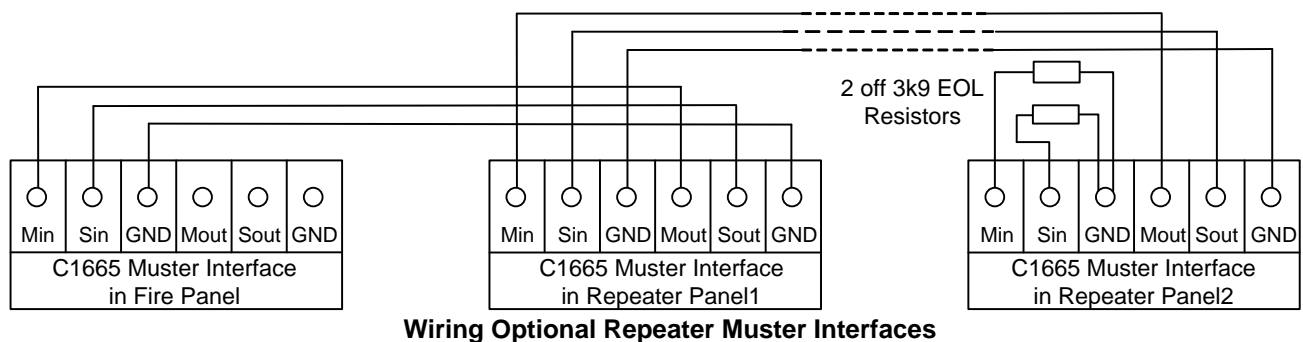 2 off 3k9 EOL
Resistors
Min Sin GND Mout Sout GND
C1665 Muster Interface
in Fire Panel
Min Sin GND Mout Sout GND
C1665 Muster Interface
in Repeater Panel1
Min Sin GND Mout Sout GND
C1665 Muster Interface
in Repeater Panel2
Wiring Optional Repeater Muster Interfaces